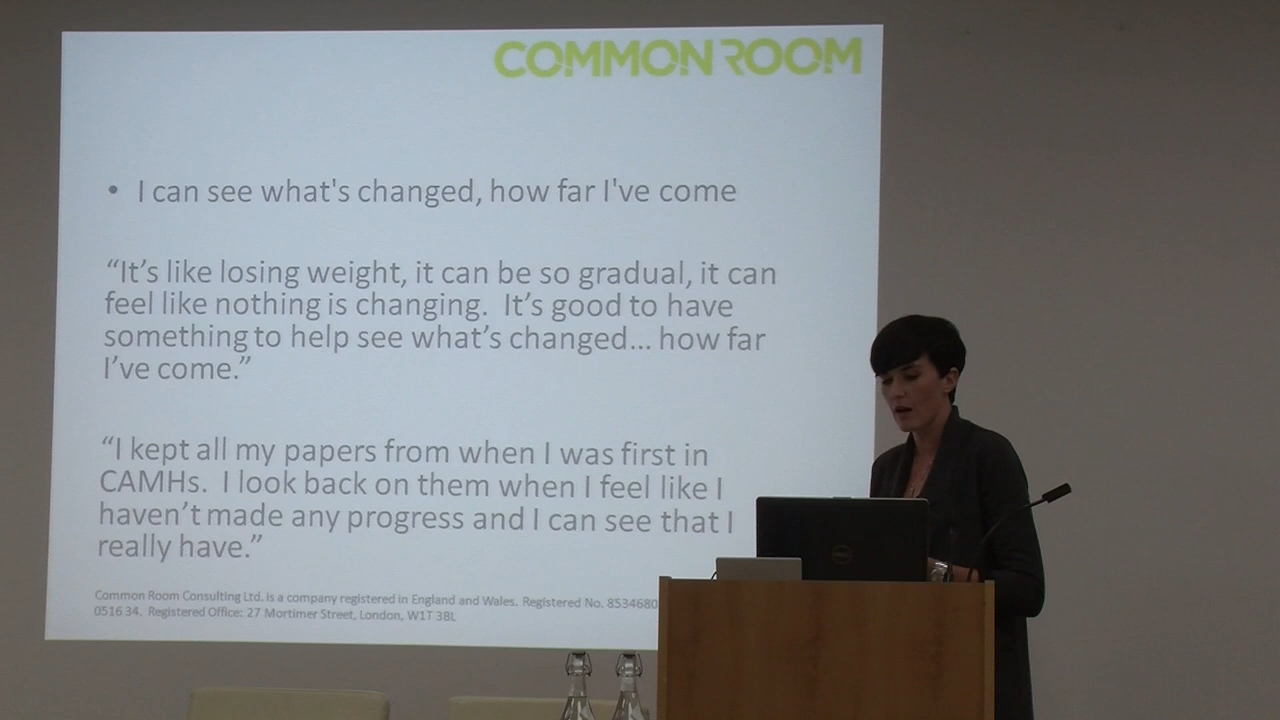 COMMON ROOM
• I can see what's changed, how far I've come
“It’s like losing weight, it can be so gradual, it can
feel like nothing is changing.  It’s good to have
something to help see what’s changed... how far
I’ve come.”
“I kept all my papers from when I was first in
CAMHs.  I look back on them when I feel like I
haven’t made any progress and I can see that I
really have.”
Common Room Consulting Ltd. is a company registered in England and Wales. Registered No. 8534680
0516 34.  Registered Office: 27 Mortimer Street, London, W1T 3BL
DELL